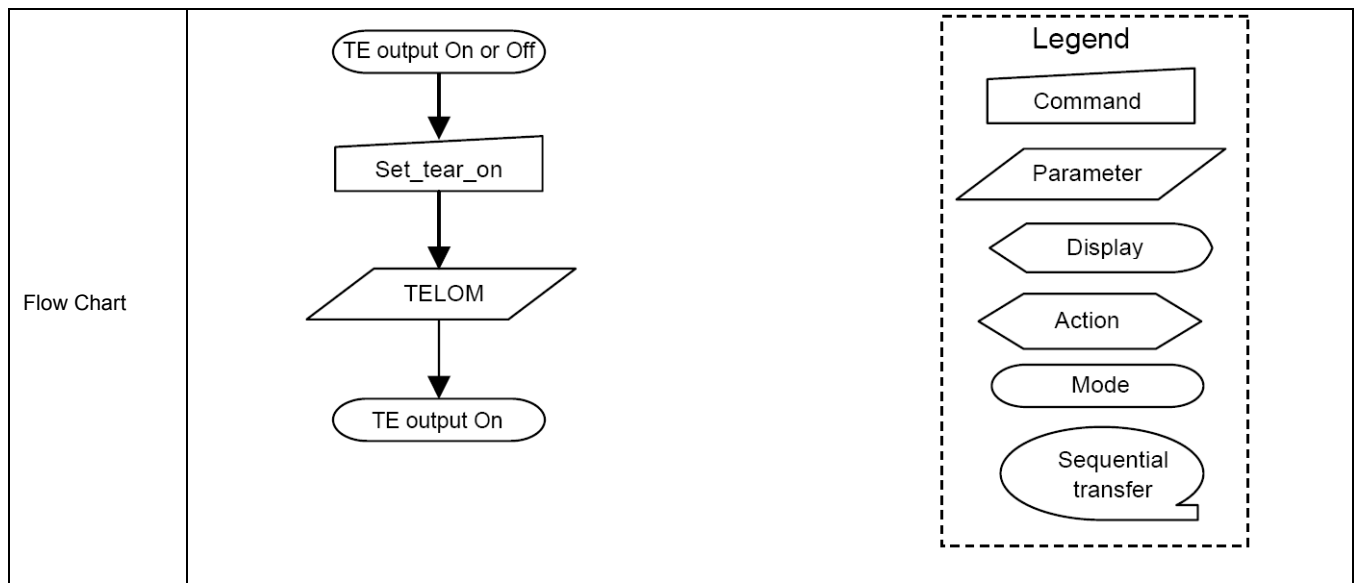 Flow Chart
TE output On or Off
Set_tear_on
TELOM
TE output On
Legend
Command
Parameter
Display
Action
Mode
Sequential
transfer